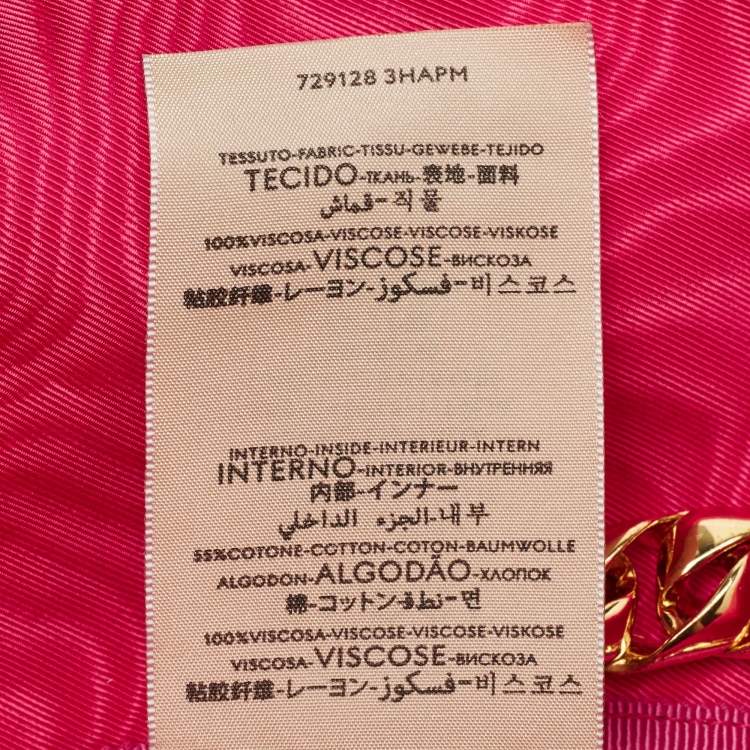 729128 3HAPM
TESSUTO-FABRIC-TISSU-GEWEBE-TEJIDO
TECIDO-ТКАНЬ-表地-面料
قماش-직물
100%VISCOSA-VISCOSE-VISCOSE-VISKOSE
VISCOSA-VISCOSE-ВИСКОЗА
粘胶纤维-レーヨン-فسكوز-비스코스
INTERNO-INSIDE-INTERIEUR-INTERN
INTERNO-INTERIOR-ВНУТРЕННЯЯ
内部-インナー
الجزء الداخلي-내부
55%COTONE-COTTON-COTON-BAUMWOLLE
ALGODON-ALGODÃO-ХЛОПОК
綿-コットン-قطن-면
100%VISCOSA-VISCOSE-VISCOSE-VISKOSE
VISCOSA-VISCOSE-ВИСКОЗА
粘胶纤维-レーヨン-فسكوز-비스코스